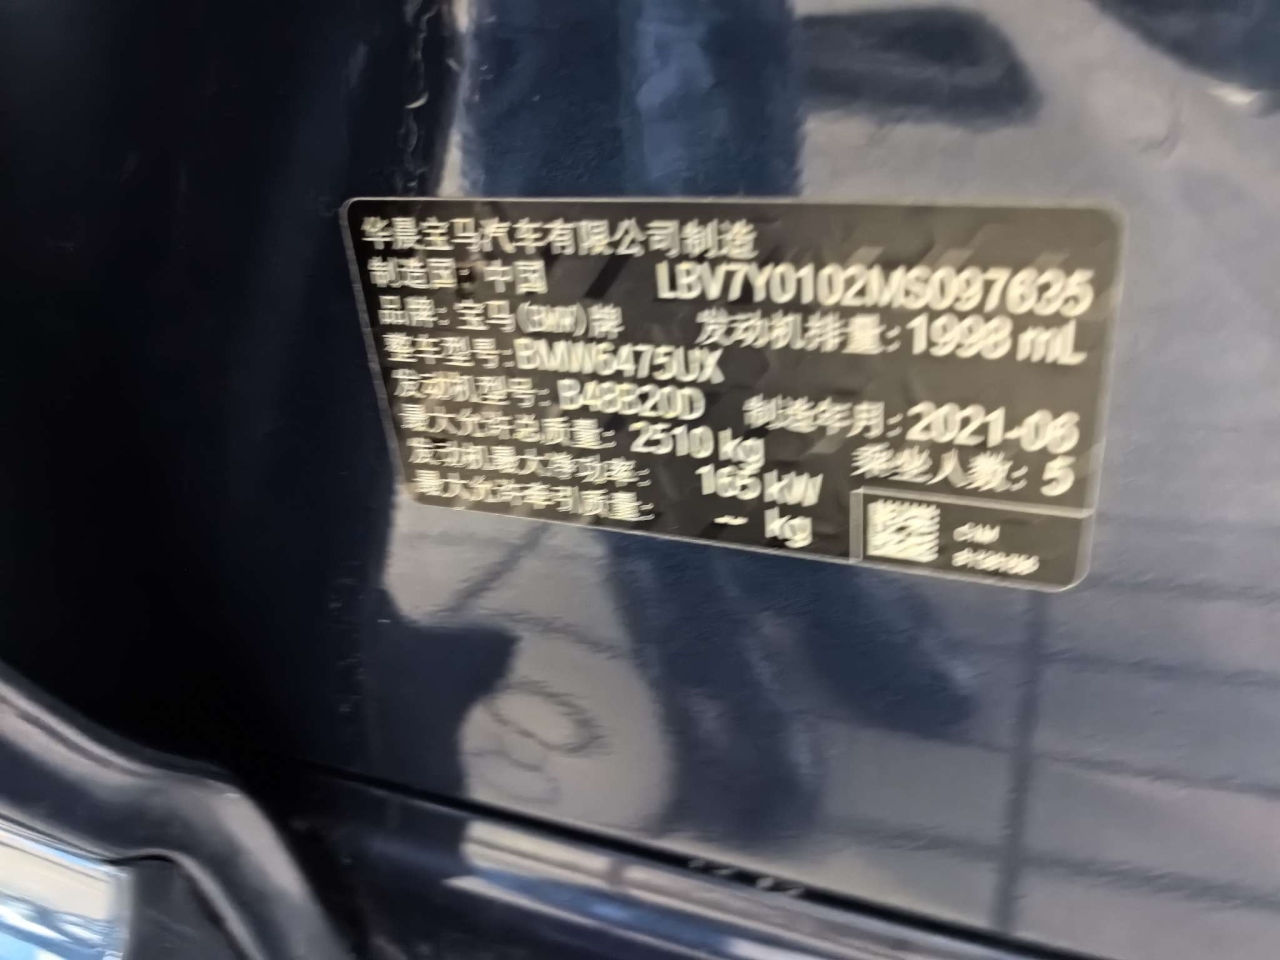 华晨宝马汽车有限公司制造
制造国：中国 LBV7Y0102MS097635
品牌：宝马(BMW)牌 发动机排量：1998 mL
整车型号：BMW6475UX
发动机型号：B48B20D 制造年月：2021-06
最大允许总质量：2510 kg 乘坐人数：5
发动机最大净功率：165 kW
最大允许牵引质量：-- kg